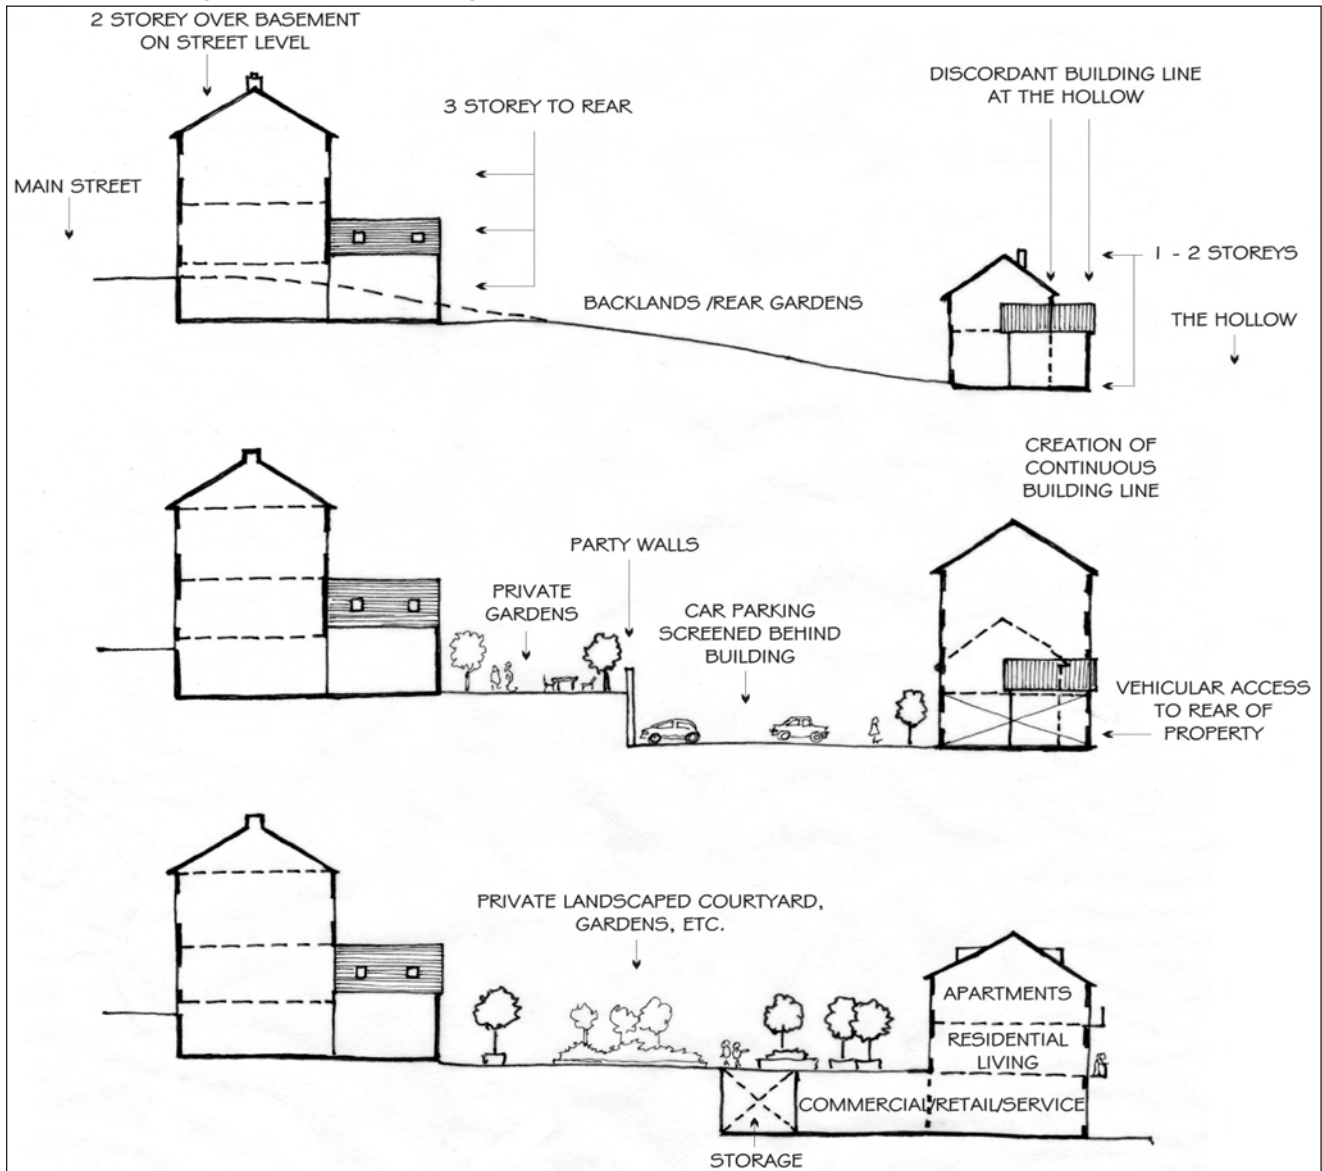 2 STOREY OVER BASEMENT
ON STREET LEVEL
3 STOREY TO REAR
DISCORDANT BUILDING LINE
AT THE HOLLOW
MAIN STREET
1 - 2 STOREYS
BACKLANDS /REAR GARDENS
THE HOLLOW
CREATION OF
CONTINUOUS
BUILDING LINE
PARTY WALLS
PRIVATE
GARDENS
CAR PARKING
SCREENED BEHIND
BUILDING
VEHICULAR ACCESS
TO REAR OF
PROPERTY
PRIVATE LANDSCAPED COURTYARD,
GARDENS, ETC.
APARTMENTS
RESIDENTIAL
LIVING
COMMERCIAL/RETAIL/SERVICE
STORAGE